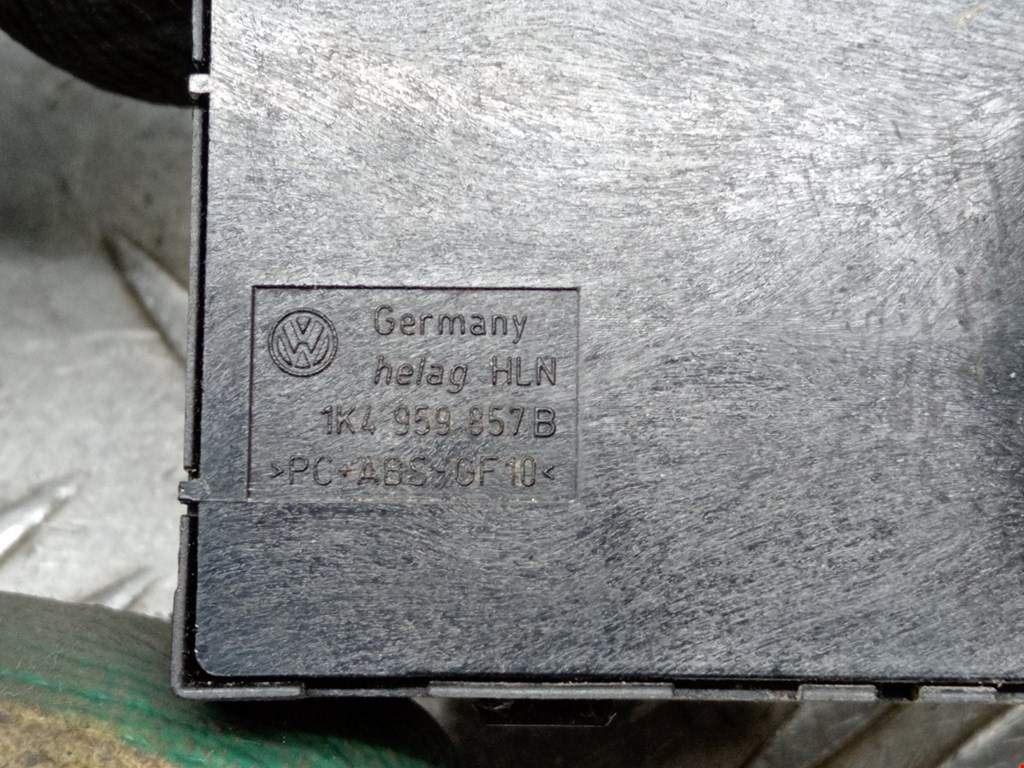 Germany
helag HLN
1K4 959 857 B
>PC+ABS-GF10<